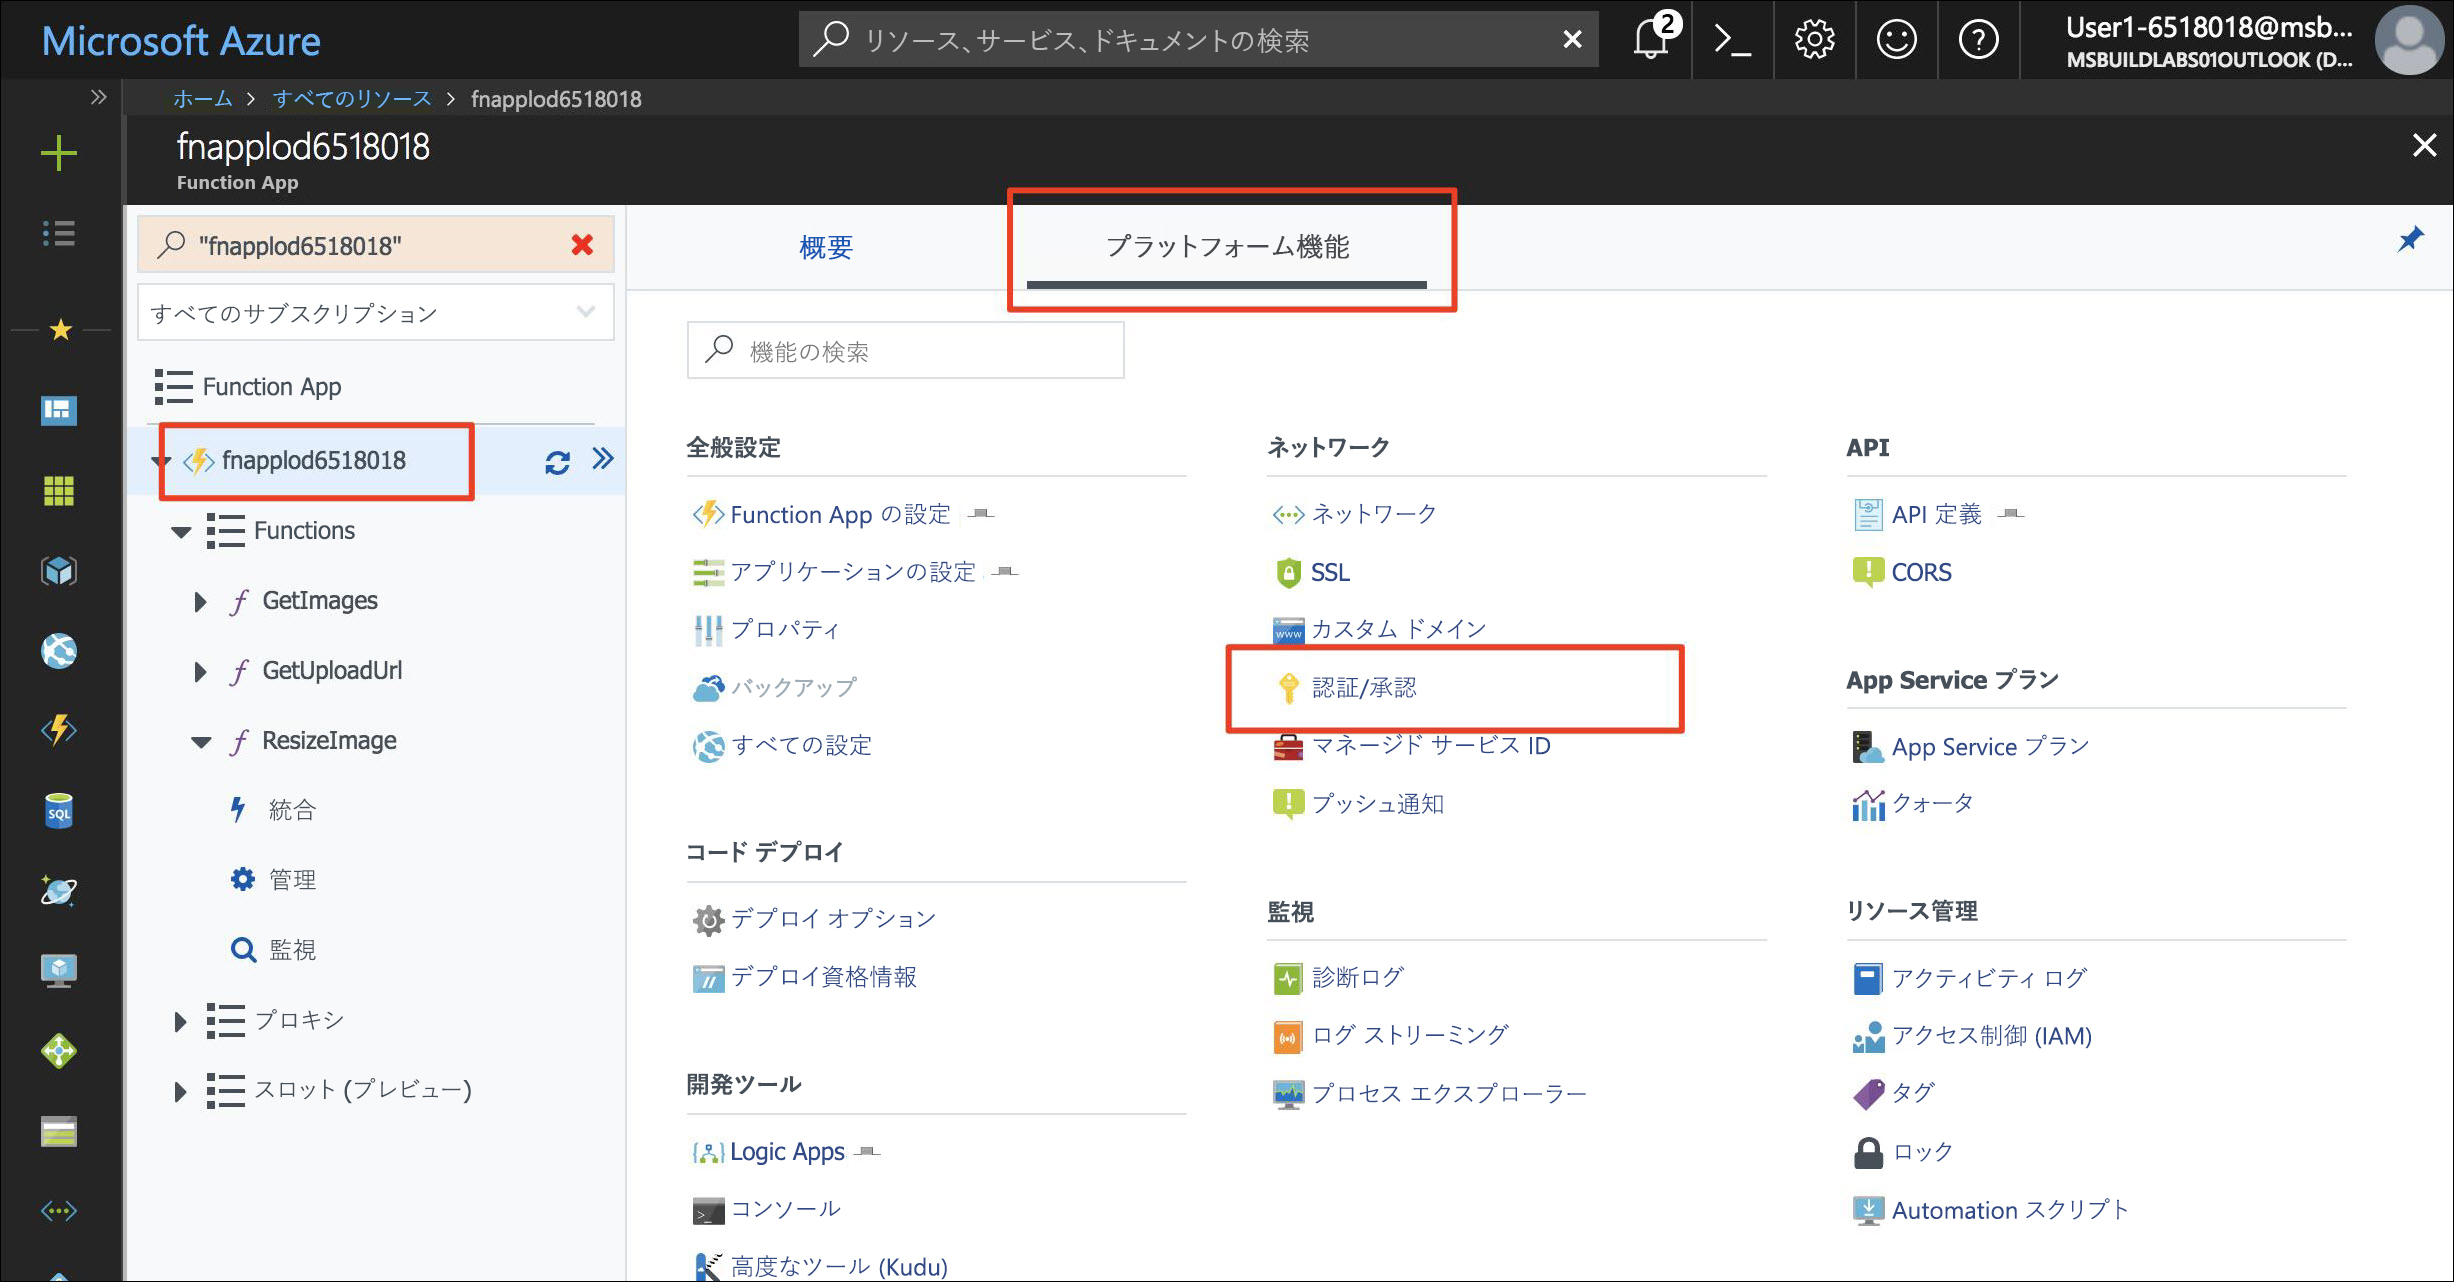 Microsoft Azure
リソース、サービス、ドキュメントの検索
2
User1-6518018@msb...
MSBUILDLABS01OUTLOOK (D...
ホーム > すべてのリソース > fnapplod6518018
fnapplod6518018
Function App
"fnapplod6518018"
すべてのサブスクリプション
Function App
fnapplod6518018
Functions
GetImages
GetUploadUrl
ResizeImage
統合
管理
監視
プロキシ
スロット (プレビュー)
SQL
概要
プラットフォーム機能
機能の検索
全般設定
Function App の設定
アプリケーションの設定
プロパティ
バックアップ
すべての設定
コード デプロイ
デプロイ オプション
デプロイ資格情報
開発ツール
Logic Apps
コンソール
高度なツール (Kudu)
ネットワーク
ネットワーク
SSL
www
カスタム ドメイン
認証/承認
マネージド サービス ID
プッシュ通知
監視
診断ログ
ログ ストリーミング
プロセス エクスプローラー
API
API 定義
CORS
App Service プラン
App Service プラン
クォータ
リソース管理
アクティビティ ログ
アクセス制御 (IAM)
タグ
ロック
Automation スクリプト